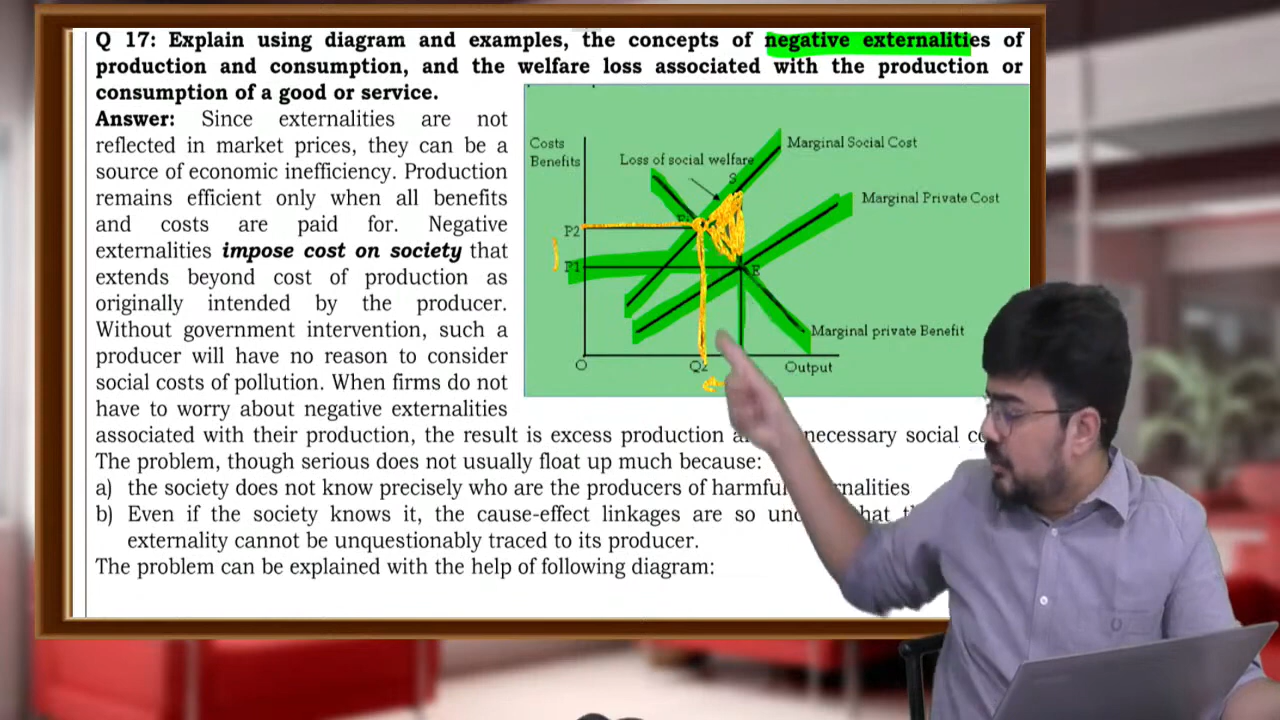 Q 17: Explain using diagram and examples, the concepts of negative externalities of
production and consumption, and the welfare loss associated with the production or
consumption of a good or service.
Answer: Since externalities are not
reflected in market prices, they can be a
source of economic inefficiency. Production
remains efficient only when all benefits
and costs are paid for. Negative
externalities impose cost on society that
extends beyond cost of production as
originally intended by the producer.
Without government intervention, such a
producer will have no reason to consider
social costs of pollution. When firms do not
have to worry about negative externalities
associated with their production, the result is excess production necessary social
The problem, though serious does not usually float up much because:
a) the society does not know precisely who are the producers of harmful
b) Even if the society knows it, the cause-effect linkages are so
externality cannot be unquestionably traced to its producer.
The problem can be explained with the help of following diagram:
Costs
Benefits
Loss of social welfare
Marginal Social Cost
S
Marginal Private Cost
P2
P1
E
Marginal private Benefit
O
Q2
Output